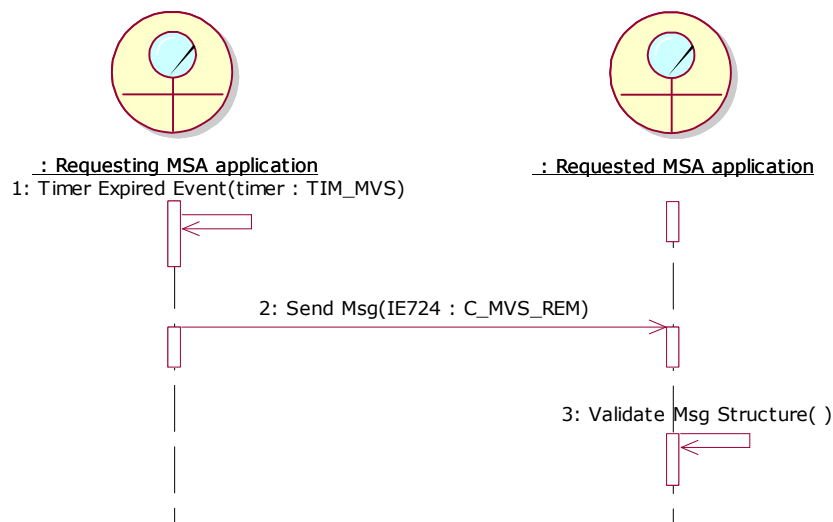 : Requesting MSA application
: Requested MSA application
1: Timer Expired Event(timer : TIM_MVS)
2: Send Msg(IE724 : C_MVS_REM)
3: Validate Msg Structure( )